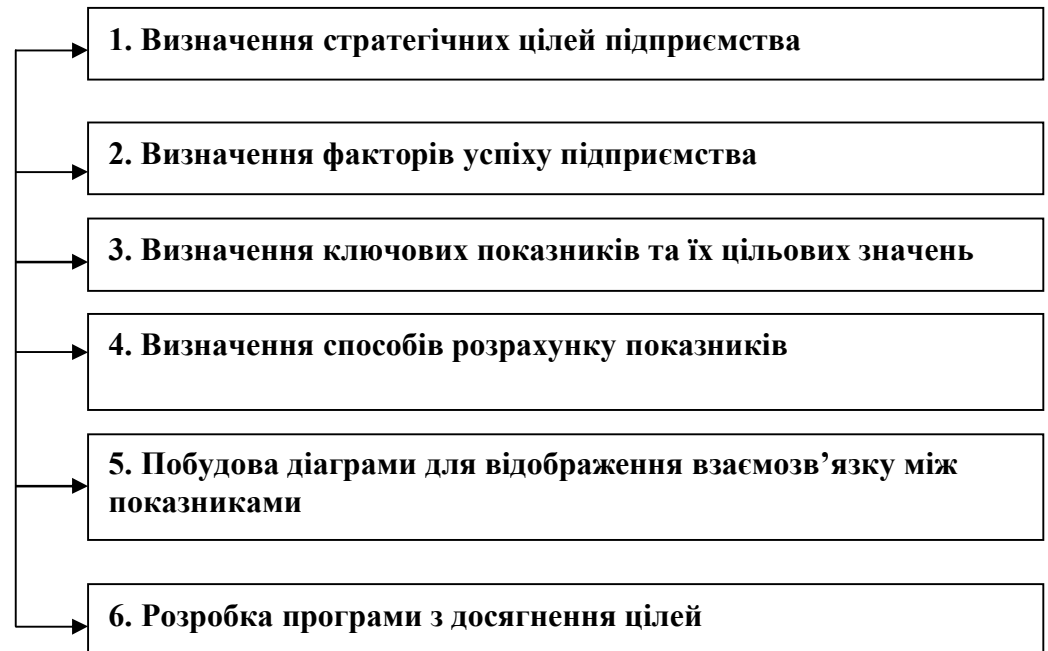 1. Визначення стратегічних цілей підприємства
2. Визначення факторів успіху підприємства
3. Визначення ключових показників та їх цільових значень
4. Визначення способів розрахунку показників
5. Побудова діаграми для відображення взаємозв’язку між
показниками
6. Розробка програми з досягнення цілей